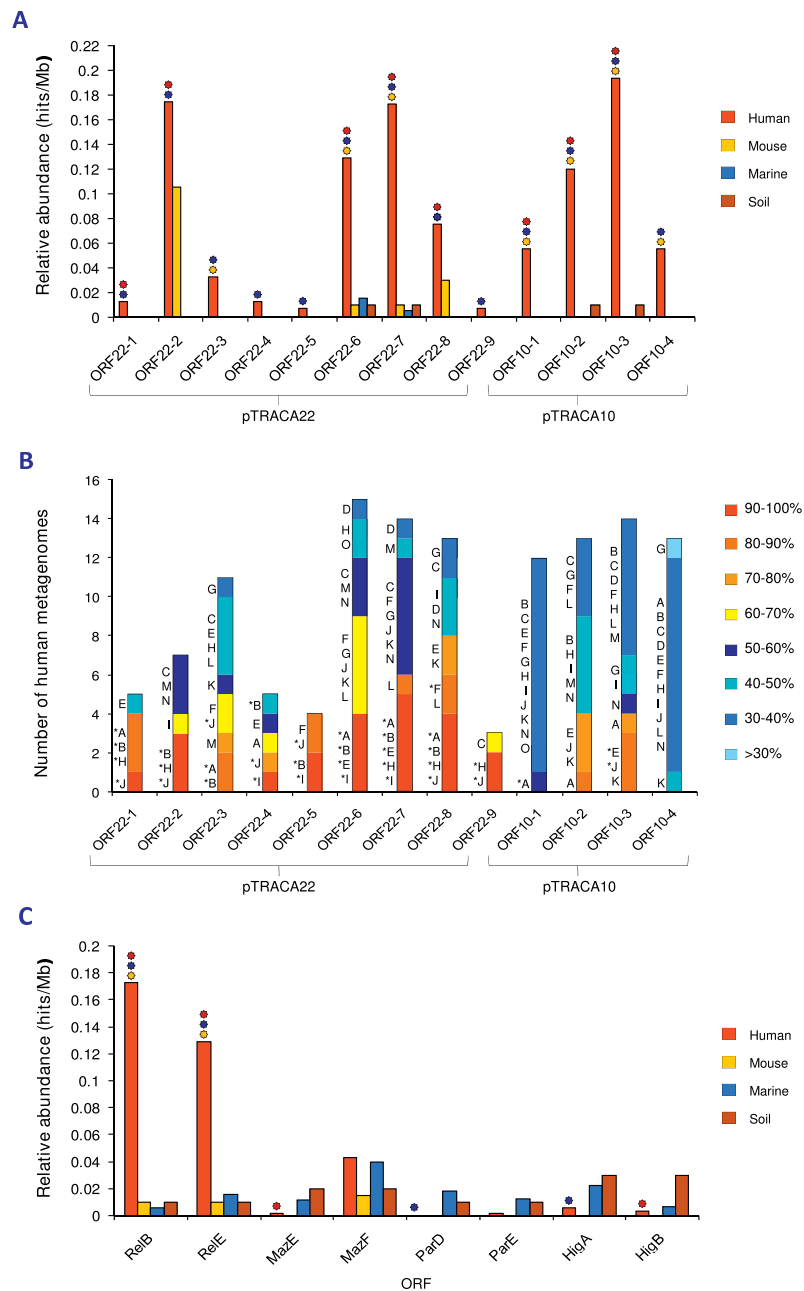 A
Relative abundance (hits/Mb)
0.22
0.2
0.18
0.16
0.14
0.12
0.1
0.08
0.06
0.04
0.02
0
Human
Mouse
Marine
Soil
ORF22-1
ORF22-2
ORF22-3
ORF22-4
ORF22-5
ORF22-6
ORF22-7
ORF22-8
ORF22-9
ORF10-1
ORF10-2
ORF10-3
ORF10-4
pTRACA22
pTRACA10
B
Number of human metagenomes
16
14
12
10
8
6
4
2
0
E
*A
*B
*H
*J
C
M
N
I
*B
*H
*J
G
C
E
H
L
K
F
*J
M
*A
*B
*B
E
A
*J
*I
F
*J
*B
*I
D
H
O
C
M
N
F
G
J
K
L
*A
*B
*E
*I
D
M
C
F
G
J
K
N
L
*A
*B
*E
*H
*I
G
C
I
D
N
E
K
*F
L
*A
*B
*H
*J
C
*H
*J
B
C
E
F
G
H
I
J
K
N
O
*A
C
G
F
L
B
H
I
M
N
E
J
K
A
B
C
D
F
H
L
M
G
I
N
A
*E
*J
K
G
A
B
C
D
E
F
H
I
J
L
N
K
90-100%
80-90%
70-80%
60-70%
50-60%
40-50%
30-40%
>30%
ORF22-1
ORF22-2
ORF22-3
ORF22-4
ORF22-5
ORF22-6
ORF22-7
ORF22-8
ORF22-9
ORF10-1
ORF10-2
ORF10-3
ORF10-4
pTRACA22
pTRACA10
C
Relative abundance (hits/Mb)
0.2
0.18
0.16
0.14
0.12
0.1
0.08
0.06
0.04
0.02
0
Human
Mouse
Marine
Soil
RelB
RelE
MazE
MazF
ParD
ParE
HigA
HigB
ORF